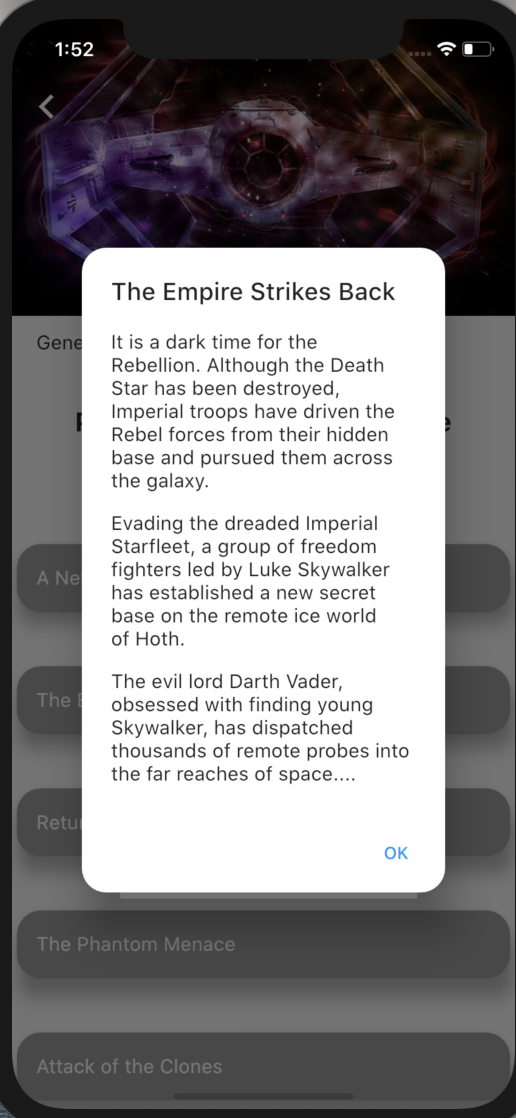 1:52
The Empire Strikes Back
It is a dark time for the
Rebellion. Although the Death
Star has been destroyed,
Imperial troops have driven the
Rebel forces from their hidden
base and pursued them across
the galaxy.
Evading the dreaded Imperial
Starfleet, a group of freedom
fighters led by Luke Skywalker
has established a new secret
base on the remote ice world
of Hoth.
The evil lord Darth Vader,
obsessed with finding young
Skywalker, has dispatched
thousands of remote probes into
the far reaches of space....
OK
Gene
A Ne
The E
Retu
The Phantom Menace
Attack of the Clones